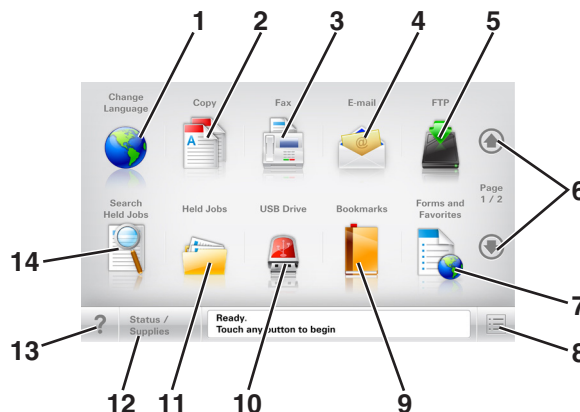 1 2 3 4 5
Change
Language
Copy
Fax
E-mail
FTP
A
@
6
Page
1 / 2
Search
Held Jobs
Held Jobs
USB Drive
Bookmarks
Forms and
Favorites
14
7
?
Status /
Supplies
Ready.
Touch any button to begin
13
12
11
10
9
8